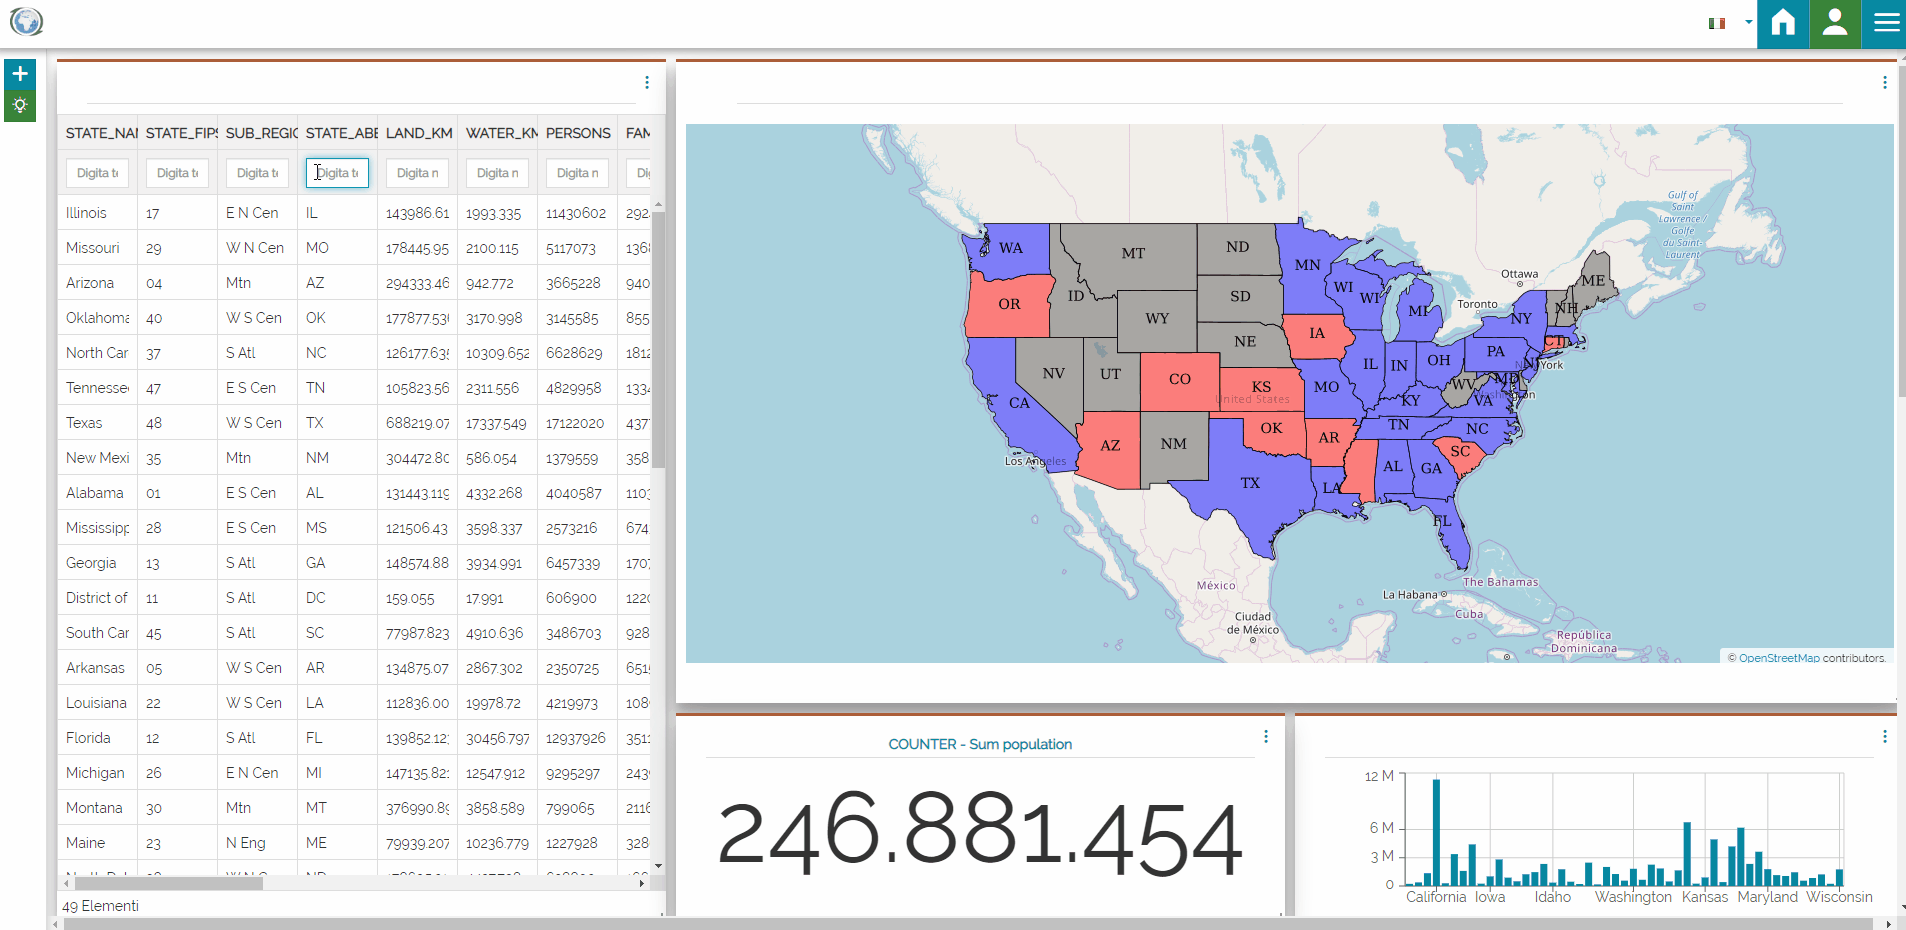 STATE_NAI STATE_FIPS SUB_REGIO STATE_ABE LAND_KM WATER_KM PERSONS FAM
Digita te Digita te Digita te Digita te Digita n Digita n Digita n Dig
Illinois 17 E N Cen IL 143986.61 1993.335 11430602 292
Missouri 29 W N Cen MO 178445.95 2100.115 5117073 136
Arizona 04 Mtn AZ 294333.46 942.772 3665228 940
Oklahoma 40 W S Cen OK 177877.53 3170.998 3145585 855
North Car 37 S Atl NC 126177.63 10309.652 6628629 1812
Tennessee 47 E S Cen TN 105823.56 2311.556 4829958 133
Texas 48 W S Cen TX 688219.07 17337.549 17122020 437
New Mexi 35 Mtn NM 304472.80 586.054 1379559 358
Alabama 01 E S Cen AL 131443.119 4332.268 4040587 110
Mississipp 28 E S Cen MS 121506.43 3598.337 2573216 674
Georgia 13 S Atl GA 148574.88 3934.991 6457339 170
District of 11 S Atl DC 159.055 17.991 606900 122
South Car 45 S Atl SC 77987.823 4910.636 3486703 928
Arkansas 05 W S Cen AR 134875.07 2867.302 2350725 651
Louisiana 22 W S Cen LA 112836.00 19978.72 4219973 108
Florida 12 S Atl FL 139852.12 30456.797 12937926 351
Michigan 26 E N Cen MI 147135.82 12547.912 9295297 243
Montana 30 Mtn MT 376990.8 3858.589 799065 211
Maine 23 N Eng ME 79939.207 10236.779 1227928 328
49 Elementi
Gulf of
Saint
Lawrence /
Golfe
du Saint-
Laurent
WA MT ND MN ME
OR ID SD WI WI MI Ottawa
Toronto NY NH
WY NE IA CT
NV UT CO KS IL IN OH PA York
United States
MO WV MD
CA KY VA
AZ NM OK AR TN NC
Los Angeles
TX LA AL GA SC
FL
México
The Bahamas
La Habana
Cuba
Ciudad
de México
República
Dominicana
© OpenStreetMap contributors.
COUNTER - Sum population
246.881.454
12 M
6 M
3 M
0
California Iowa Idaho Washington Kansas Maryland Wisconsin